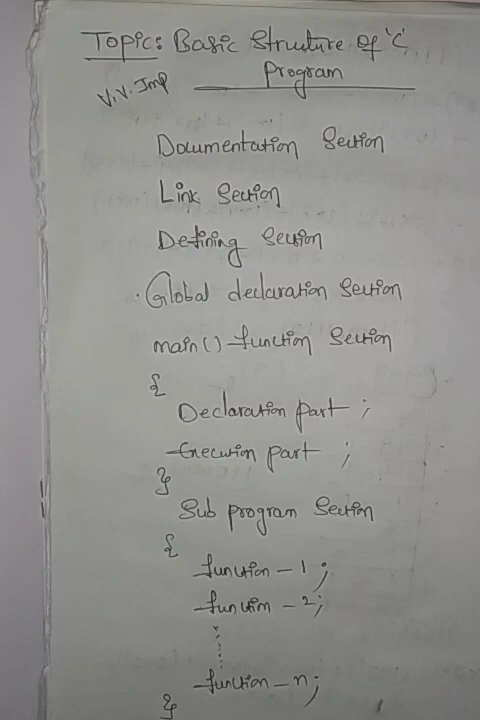 Topic: Basic Structure of 'C'
Program
V.V. Imp
Documentation Section
Link Section
Defining Section
Global declaration Section
main() function Section
{
Declaration part ;
Execution part ;
}
Sub program Section
{
function - 1 ;
function - 2 ;
function - n ;
}